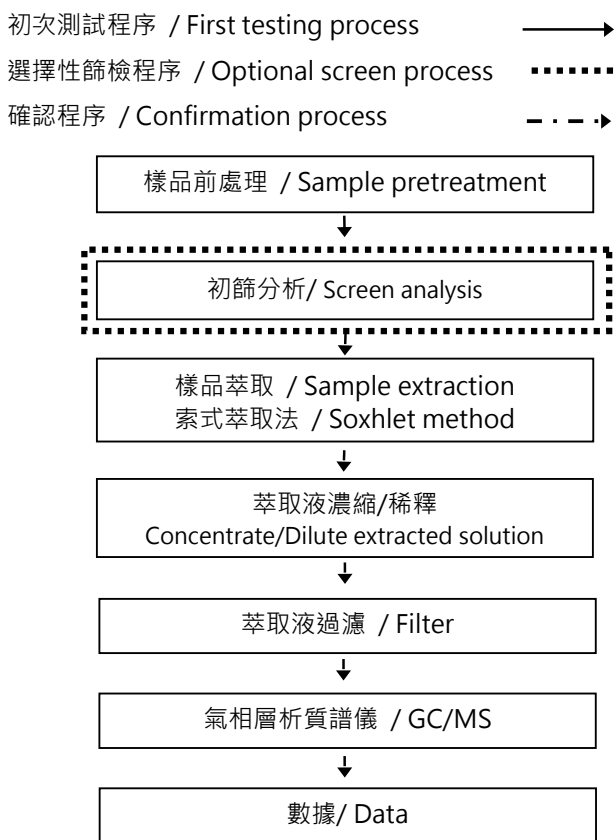 初次測試程序 / First testing process
選擇性篩檢程序 / Optional screen process
確認程序 / Confirmation process
樣品前處理 / Sample pretreatment
初篩分析/ Screen analysis
樣品萃取 / Sample extraction
索式萃取法 / Soxhlet method
萃取液濃縮/稀釋
Concentrate/Dilute extracted solution
萃取液過濾 / Filter
氣相層析質譜儀 / GC/MS
數據/ Data